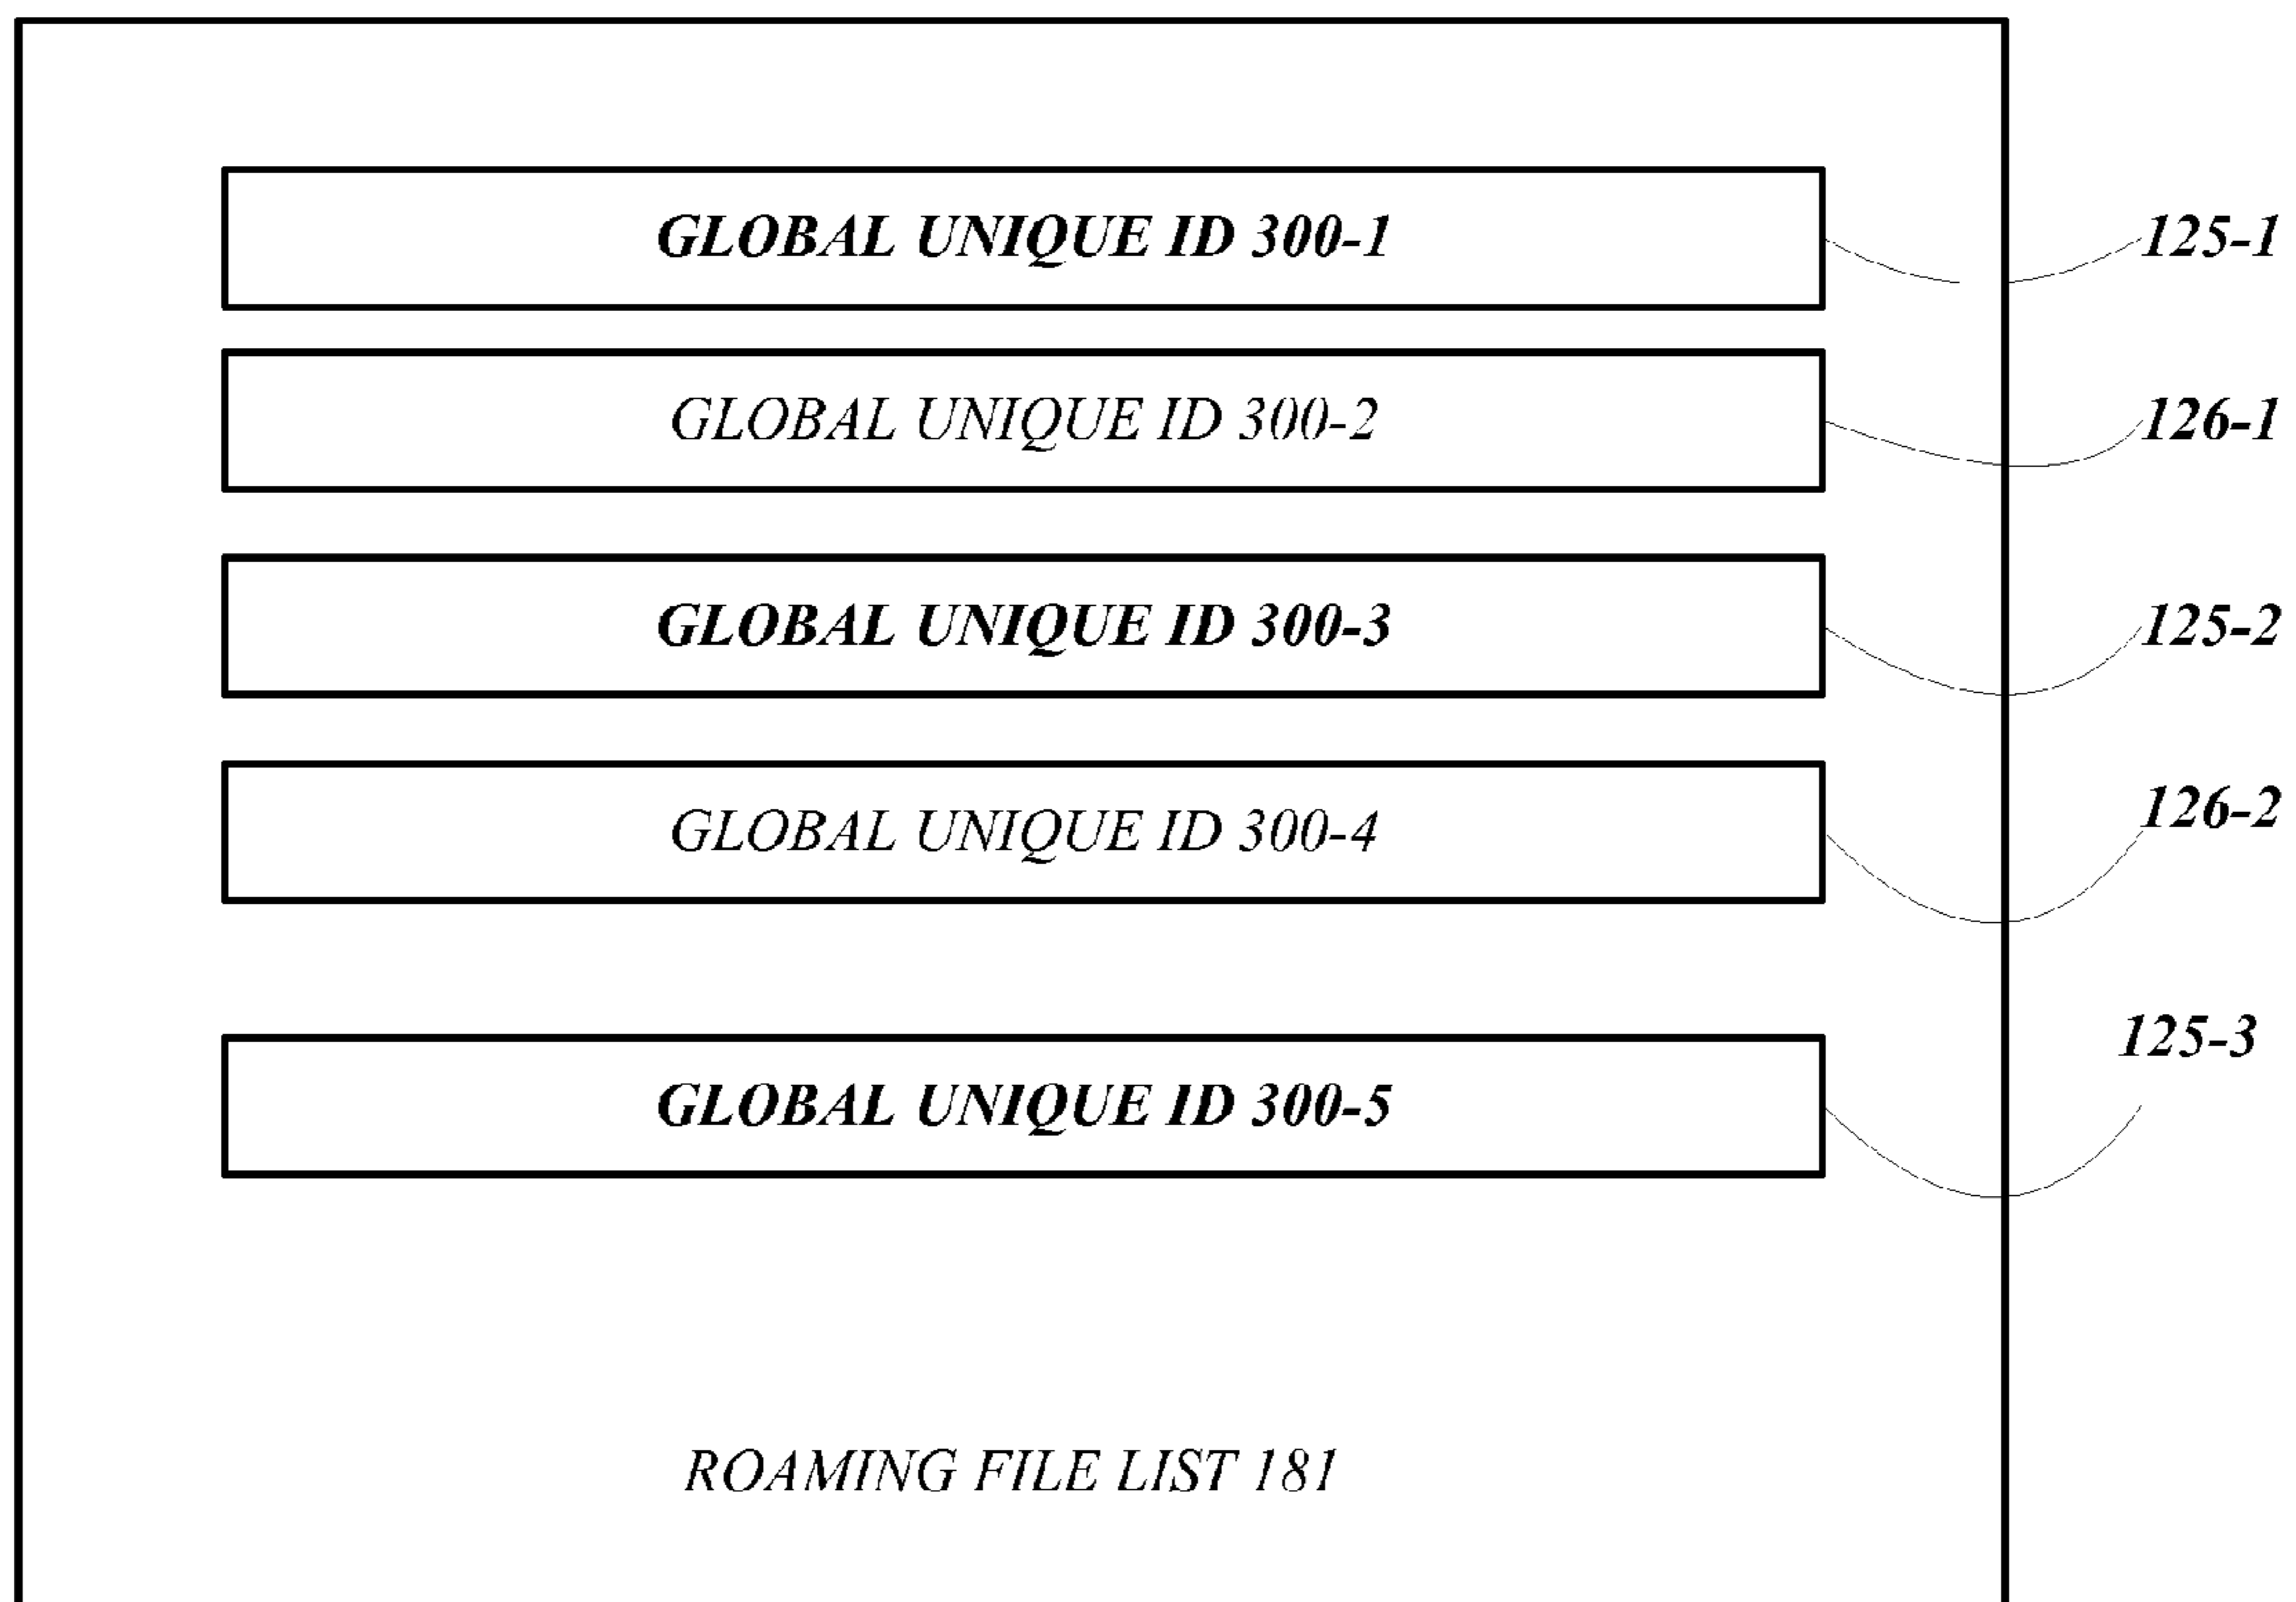 GLOBAL UNIQUE ID 300-1
125-1
GLOBAL UNIQUE ID 300-2
126-1
GLOBAL UNIQUE ID 300-3
125-2
GLOBAL UNIQUE ID 300-4
126-2
125-3
GLOBAL UNIQUE ID 300-5
ROAMING FILE LIST 181